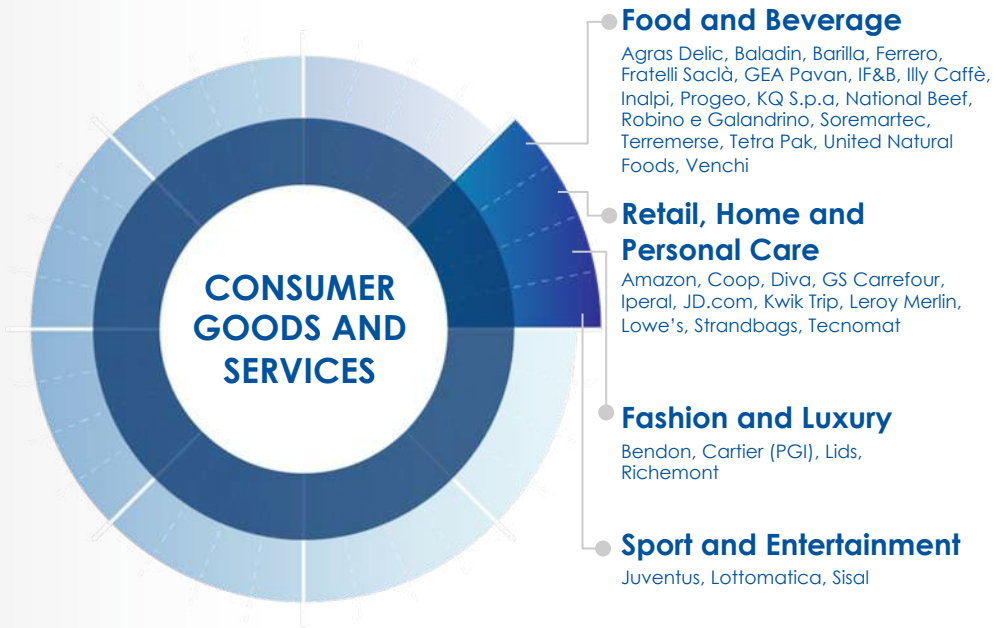 CONSUMER
GOODS AND
SERVICES
Food and Beverage
Agras Delic, Baladin, Barilla, Ferrero,
Fratelli Saclà, GEA Pavan, IF&B, Illy Caffè,
Inalpi, Progeo, KQ S.p.a, National Beef,
Robino e Galandrino, Soremartec,
Terremerse, Tetra Pak, United Natural
Foods, Venchi
Retail, Home and
Personal Care
Amazon, Coop, Diva, GS Carrefour,
Iperal, JD.com, Kwik Trip, Leroy Merlin,
Lowe's, Strandbags, Tecnomat
Fashion and Luxury
Bendon, Cartier (PGI), Lids,
Richemont
Sport and Entertainment
Juventus, Lottomatica, Sisal